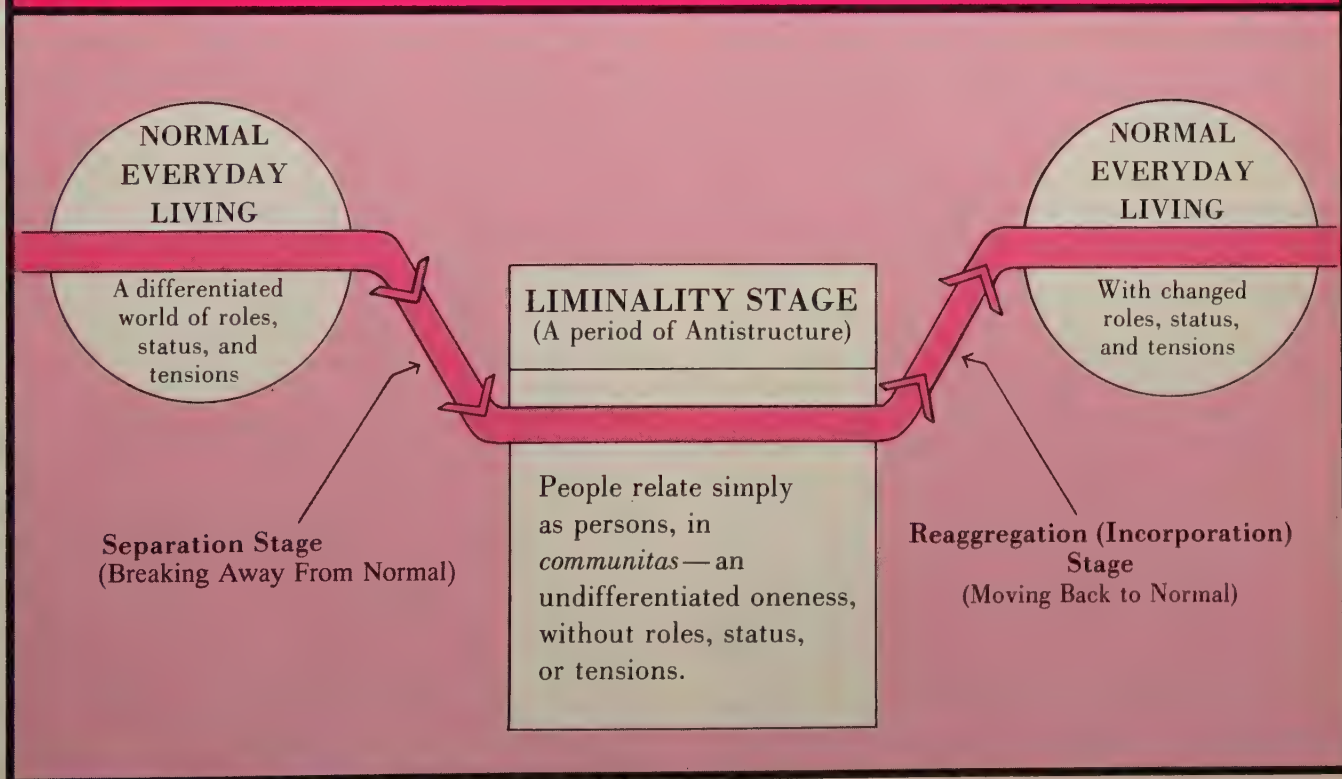 NORMAL
EVERYDAY
LIVING
A differentiated
world of roles,
status, and
tensions
Separation Stage
(Breaking Away From Normal)
LIMINALITY STAGE
(A period of Antistructure)
People relate simply
as persons, in
communitas—an
undifferentiated oneness,
without roles, status,
or tensions.
NORMAL
EVERYDAY
LIVING
With changed
roles, status,
and tensions
Reaggregation (Incorporation)
Stage
(Moving Back to Normal)